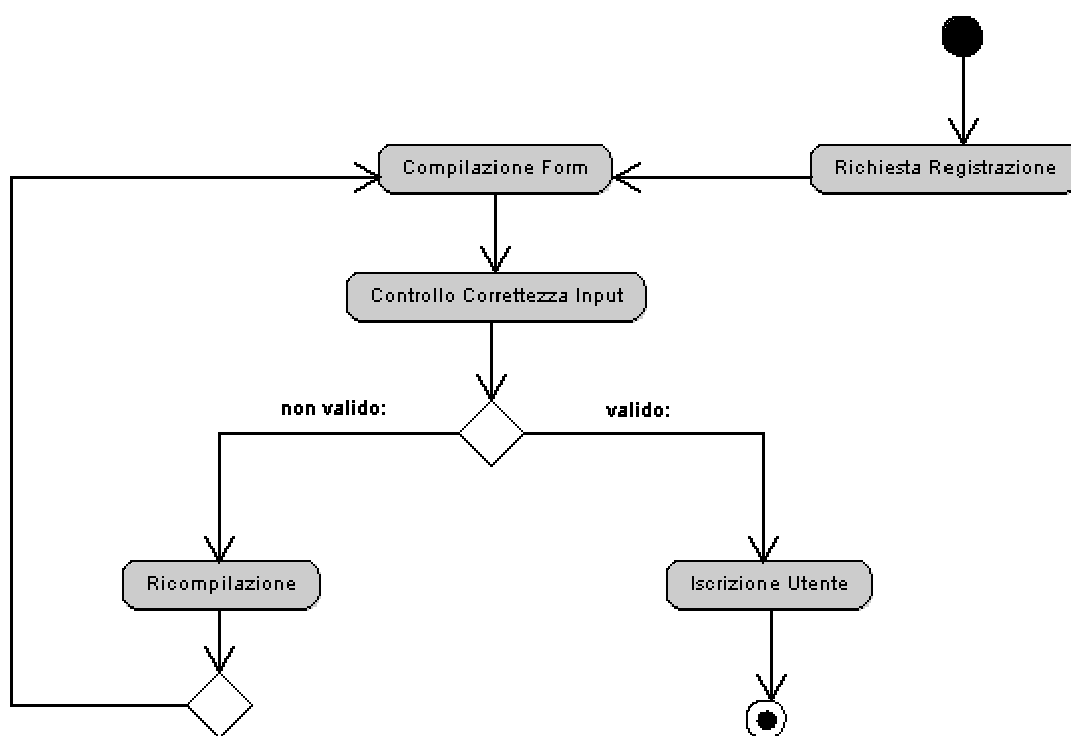 Compilazione Form
Richiesta Registrazione
Controllo Correttezza Input
non valido:
valido:
Ricompilazione
Iscrizione Utente